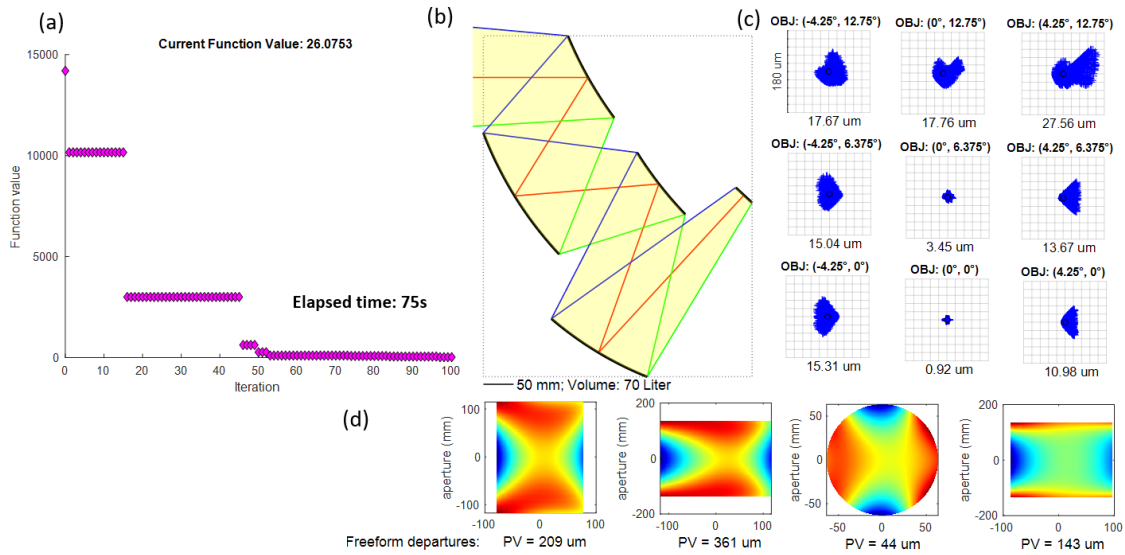 (a)
Current Function Value: 26.0753
15000
10000
5000
0
Function value
0 10 20 30 40 50 60 70 80 90 100
Iteration
Elapsed time: 75s
(b)
50 mm; Volume: 70 Liter
(c)
OBJ: (-4.25°, 12.75°) OBJ: (0°, 12.75°) OBJ: (4.25°, 12.75°)
180 um
17.67 um 17.76 um 27.56 um
OBJ: (-4.25°, 6.375°) OBJ: (0°, 6.375°) OBJ: (4.25°, 6.375°)
15.04 um 3.45 um 13.67 um
OBJ: (-4.25°, 0°) OBJ: (0°, 0°) OBJ: (4.25°, 0°)
15.31 um 0.92 um 10.98 um
(d)
aperture (mm)
100
0
-100
-100 0 100
aperture (mm)
200
0
-200
-100 0 100
aperture (mm)
50
0
-50
-50 0 50
aperture (mm)
200
0
-200
-100 0 100
Freeform departures: PV = 209 um PV = 361 um PV = 44 um PV = 143 um